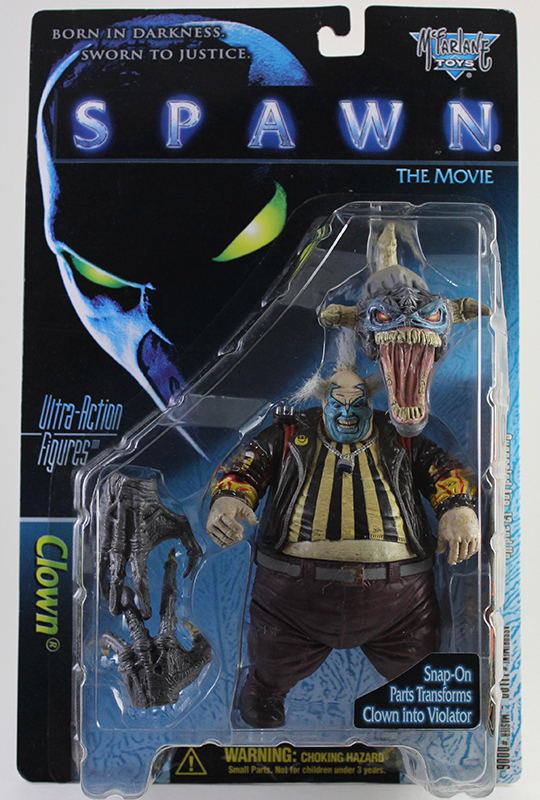 BORN IN DARKNESS.
SWORN TO JUSTICE.
McFARLANE
TOYS®
SPAWN®
THE MOVIE
Ultra-Action
Figures™
Clown®
Snap-On
Parts Transforms
Clown into Violator
WARNING: CHOKING HAZARD
Small Parts. Not for children under 3 years.